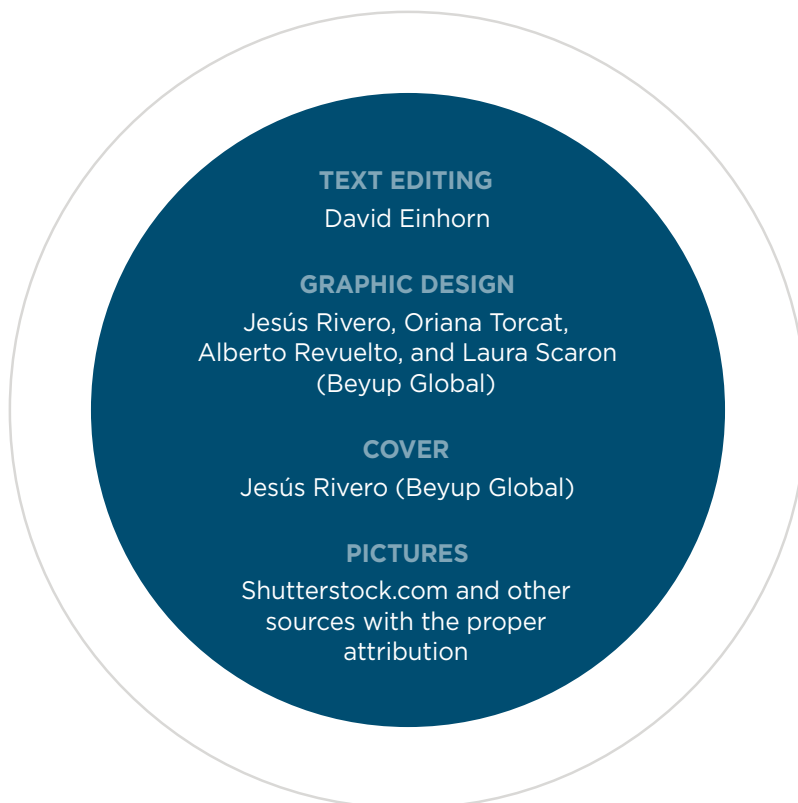 TEXT EDITING
David Einhorn
GRAPHIC DESIGN
Jesús Rivero, Oriana Torcat,
Alberto Revuelto, and Laura Scaron
(Beyup Global)
COVER
Jesús Rivero (Beyup Global)
PICTURES
Shutterstock.com and other
sources with the proper
attribution